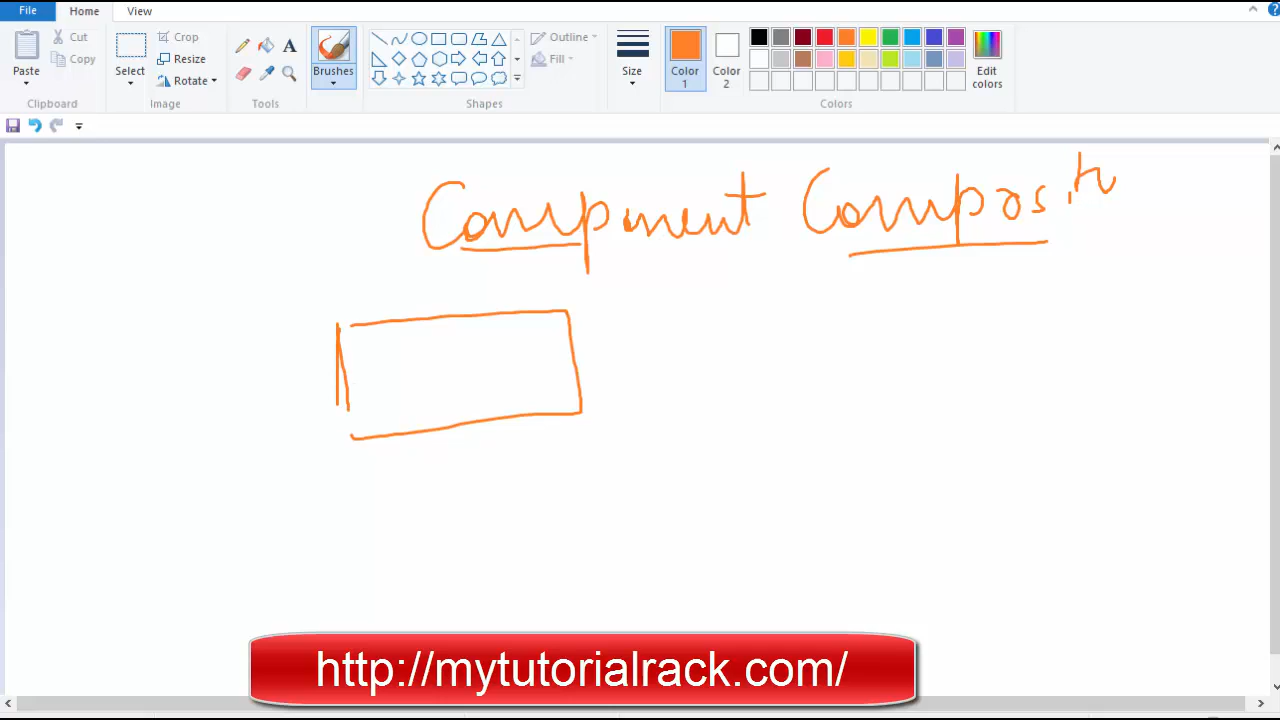 File Home View
Cut
Copy
Paste
Clipboard
Select
Crop
Resize
Rotate
Image
Tools
Brushes
Shapes
Outline
Fill
Size
Color 1
Color 2
Colors
Edit colors
Component Compositn
http://mytutorialrack.com/